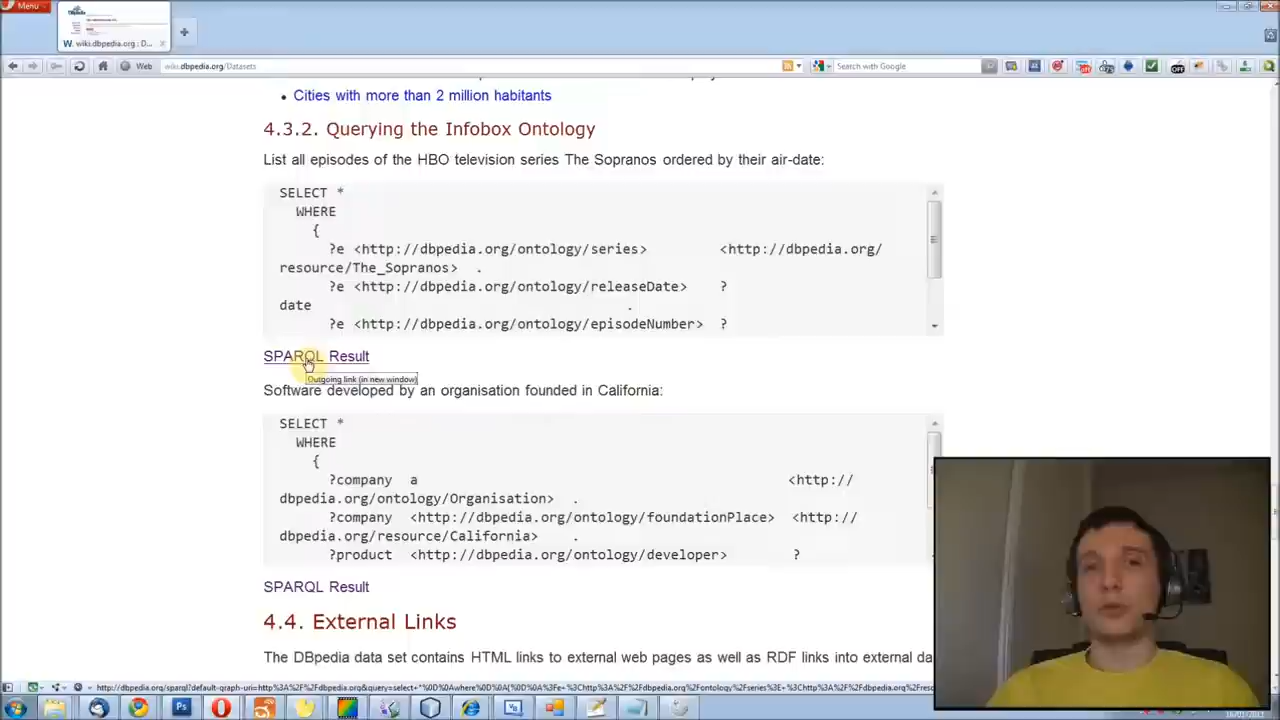 Menu
W. wiki.dbpedia.org : D...
Web
wiki.dbpedia.org/Datasets
Search with Google
Cities with more than 2 million habitants
4.3.2. Querying the Infobox Ontology
List all episodes of the HBO television series The Sopranos ordered by their air-date:
SELECT *
WHERE
{
?e <http://dbpedia.org/ontology/series> <http://dbpedia.org/
resource/The_Sopranos> .
?e <http://dbpedia.org/ontology/releaseDate> ?
date .
?e <http://dbpedia.org/ontology/episodeNumber> ?
SPARQL Result
Outgoing link (in new window)
Software developed by an organisation founded in California:
SELECT *
WHERE
{
?company a <http://
dbpedia.org/ontology/Organisation> .
?company <http://dbpedia.org/ontology/foundationPlace> <http://
dbpedia.org/resource/California> .
?product <http://dbpedia.org/ontology/developer> ?
SPARQL Result
4.4. External Links
The DBpedia data set contains HTML links to external web pages as well as RDF links into external da